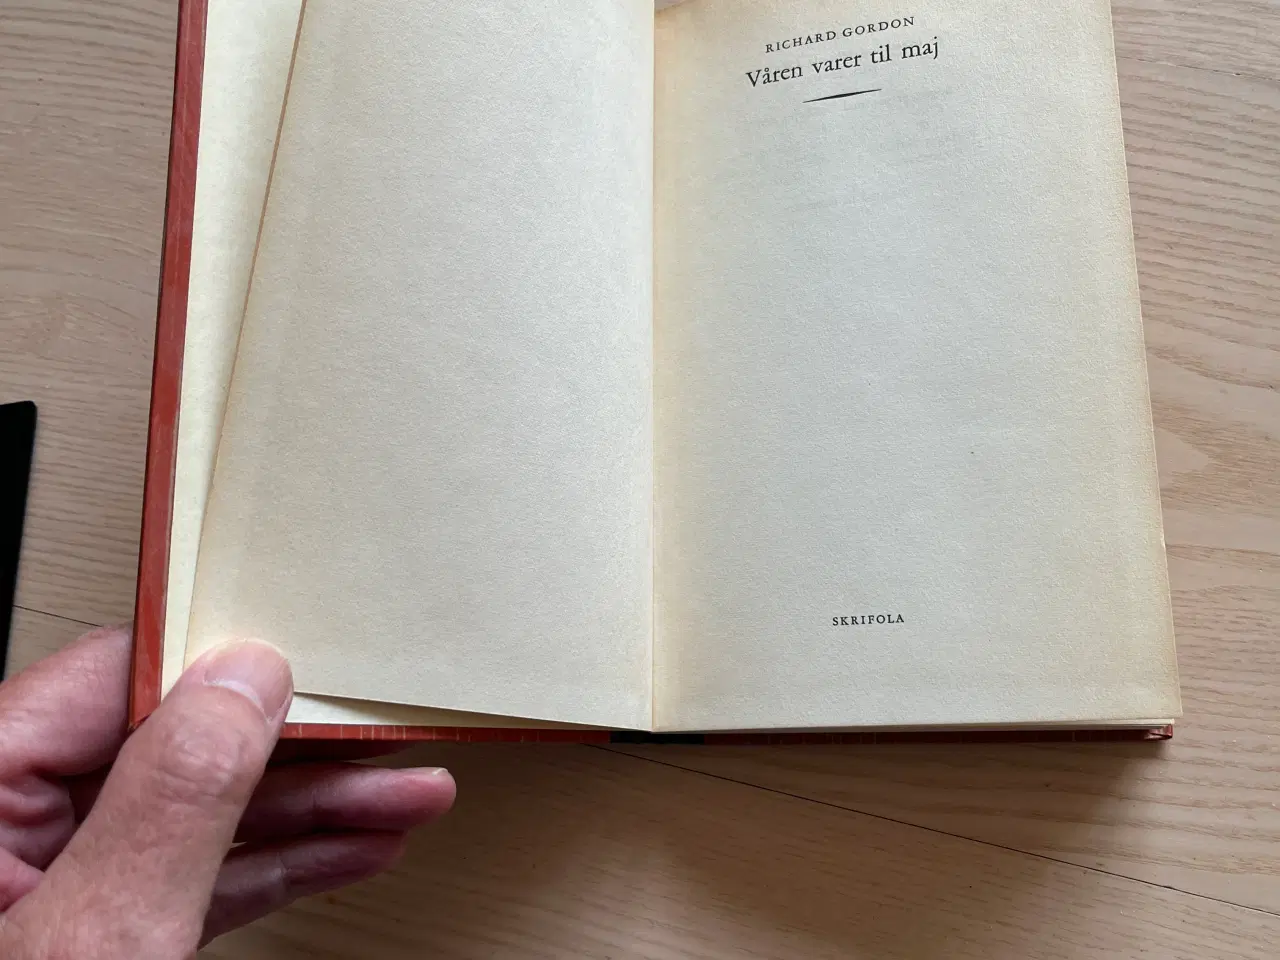 RICHARD GORDON
Våren varer til maj
SKRIFOLA